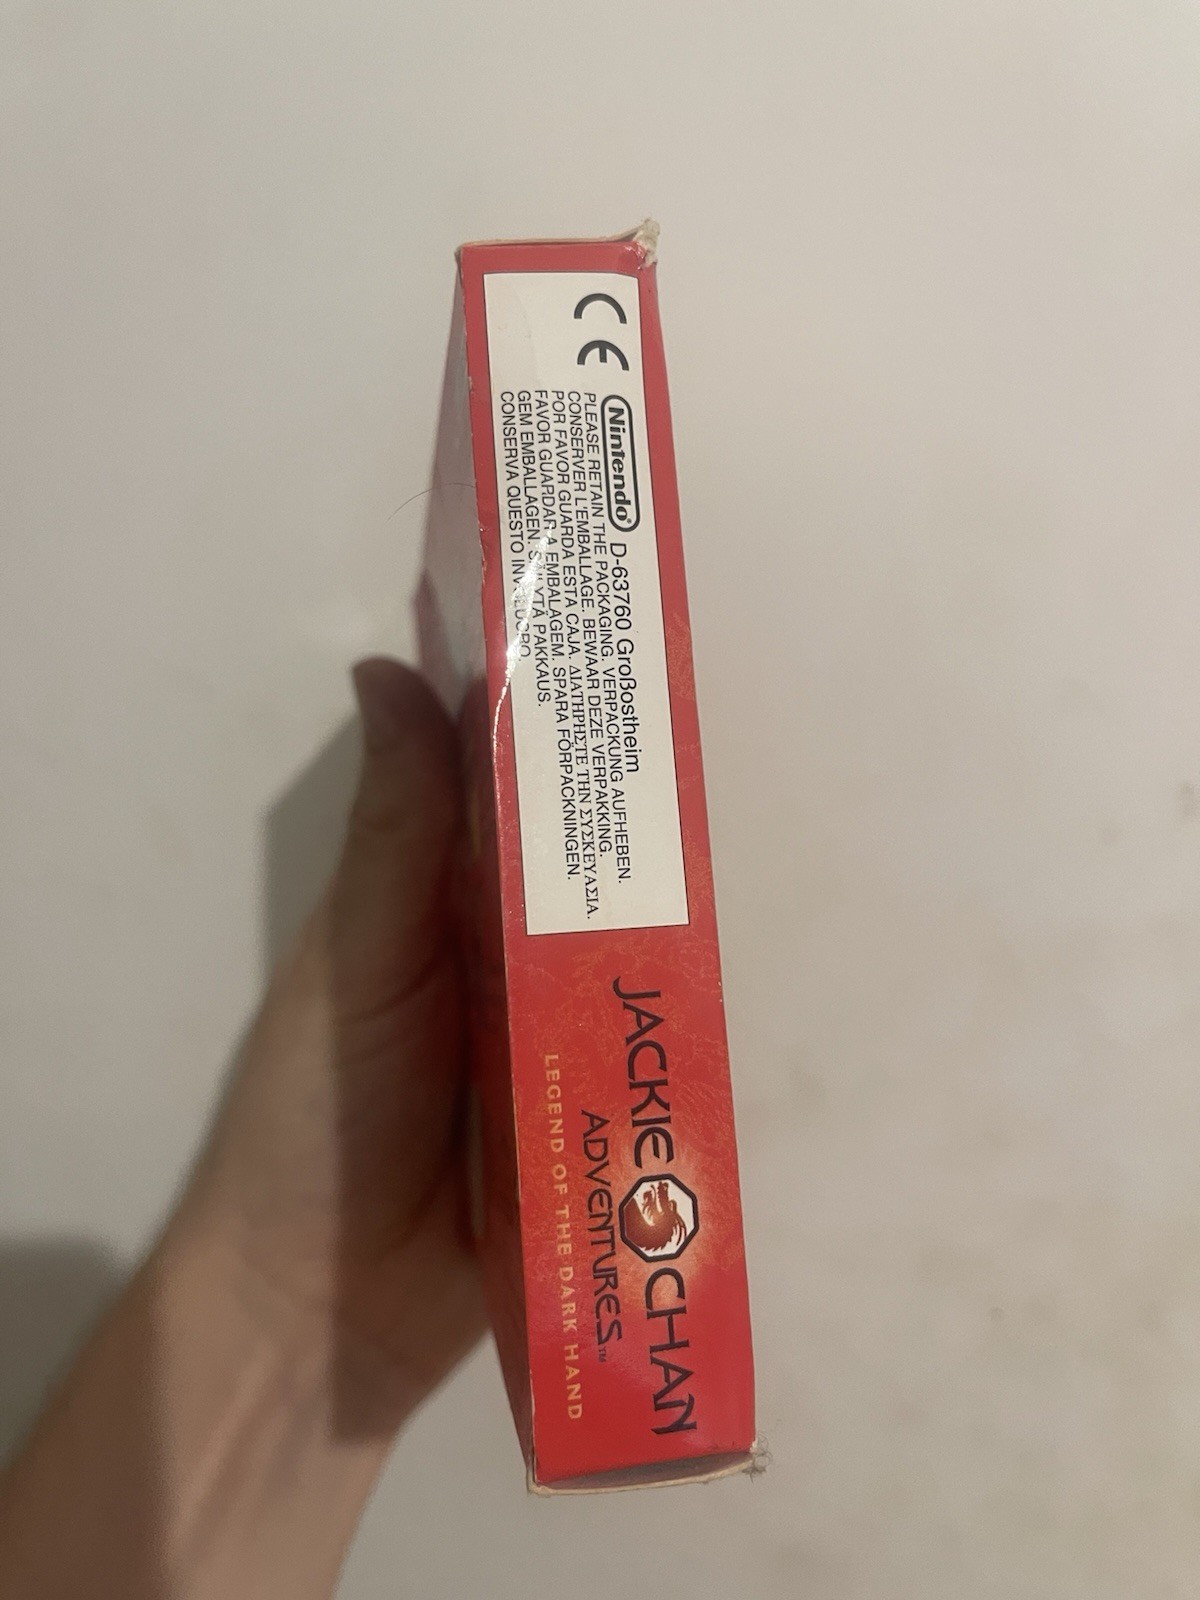 CE
Nintendo® D-63760 Großostheim
PLEASE RETAIN THE PACKAGING. VERPACKUNG AUFHEBEN.
CONSERVER L'EMBALLAGE. BEWAAR DEZE VERPAKKING.
POR FAVOR GUARDA ESTA CAJA. ΔΙΑΤΗΡΗΣΤΕ ΤΗΝ ΣΥΣΚΕΥΑΣΙΑ.
FAVOR GUARDAR A EMBALAGEM. SPARA FÖRPACKNINGEN.
GEM EMBALLAGEN. SÄILYTÄ PAKKAUS.
CONSERVA QUESTO INVOLUCRO.
JACKIE CHAN
ADVENTURES™
LEGEND OF THE DARK HAND